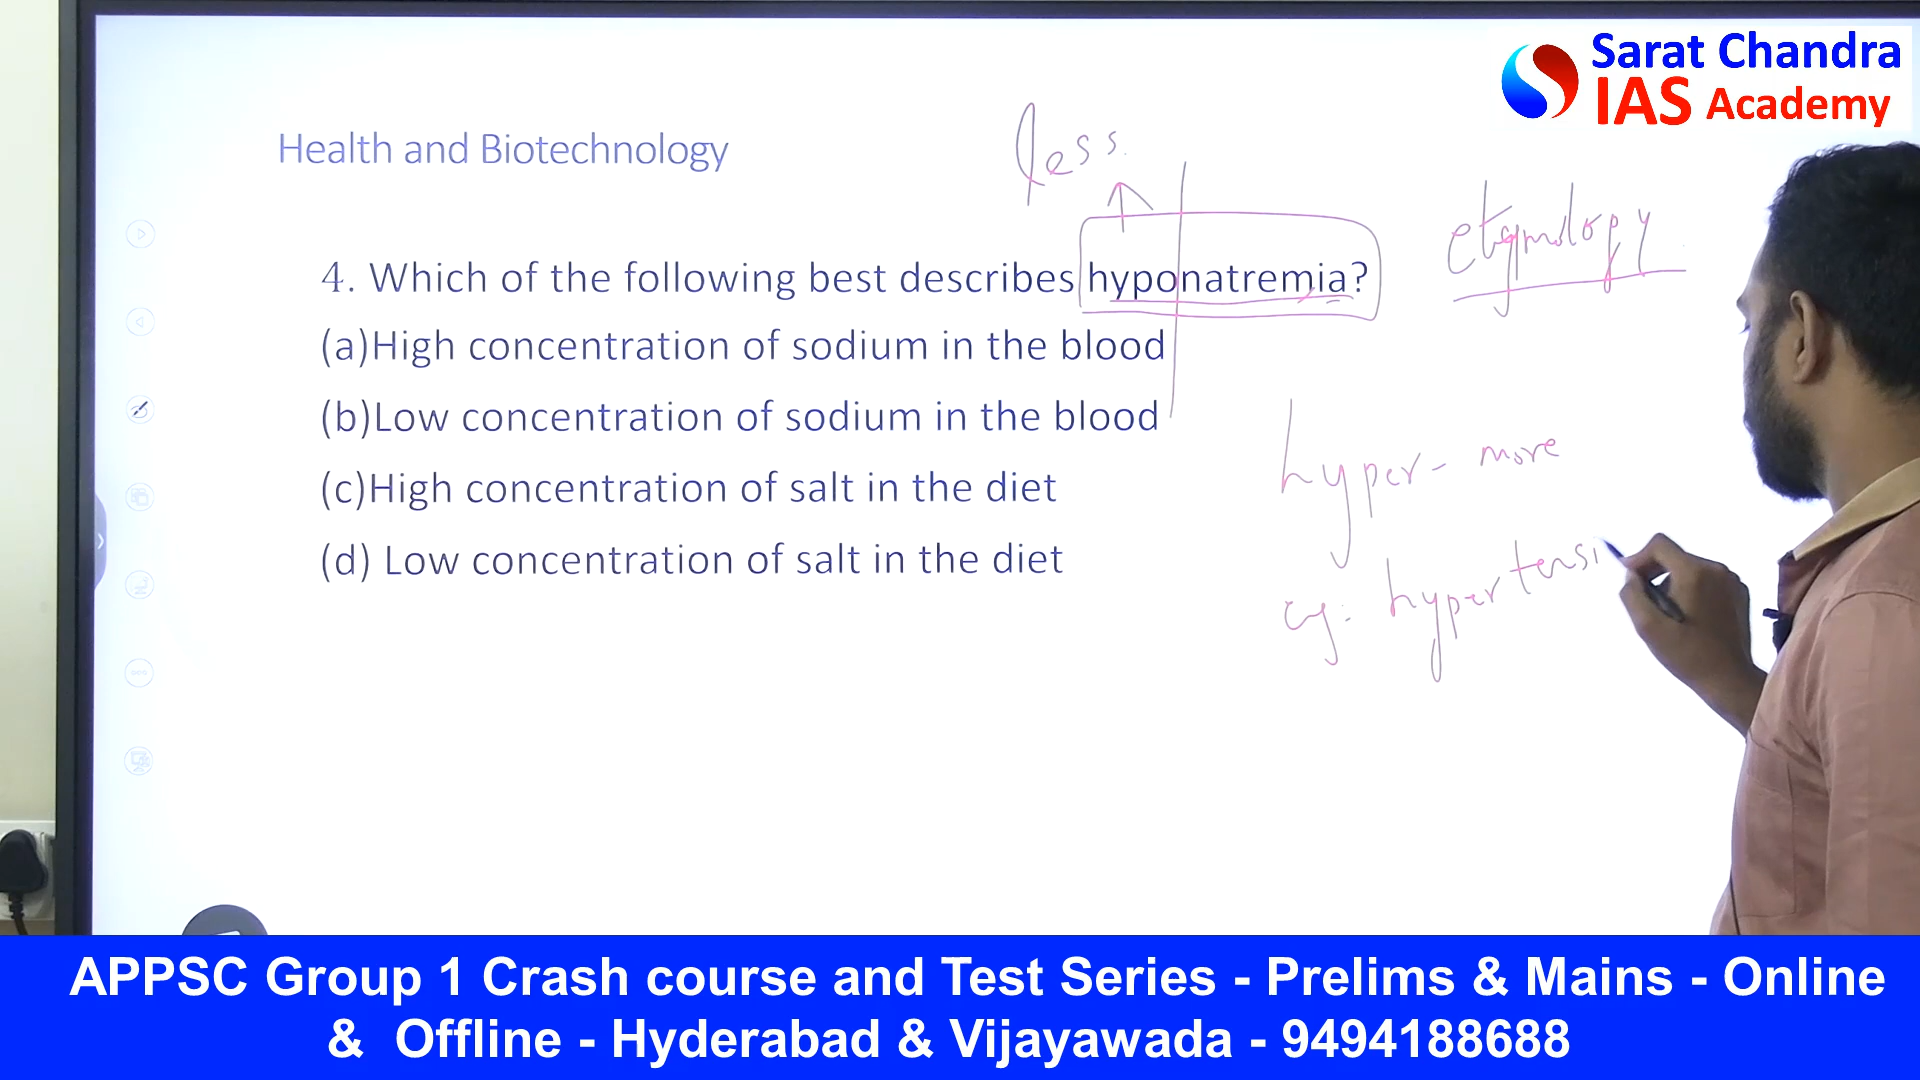 Sarat Chandra
IAS Academy
Health and Biotechnology
less.
etymology
4. Which of the following best describes hyponatremia?
(a)High concentration of sodium in the blood
(b)Low concentration of sodium in the blood
(c)High concentration of salt in the diet
(d) Low concentration of salt in the diet
hyper - more
eg: hypertensi
APPSC Group 1 Crash course and Test Series - Prelims & Mains - Online
& Offline - Hyderabad & Vijayawada - 9494188688